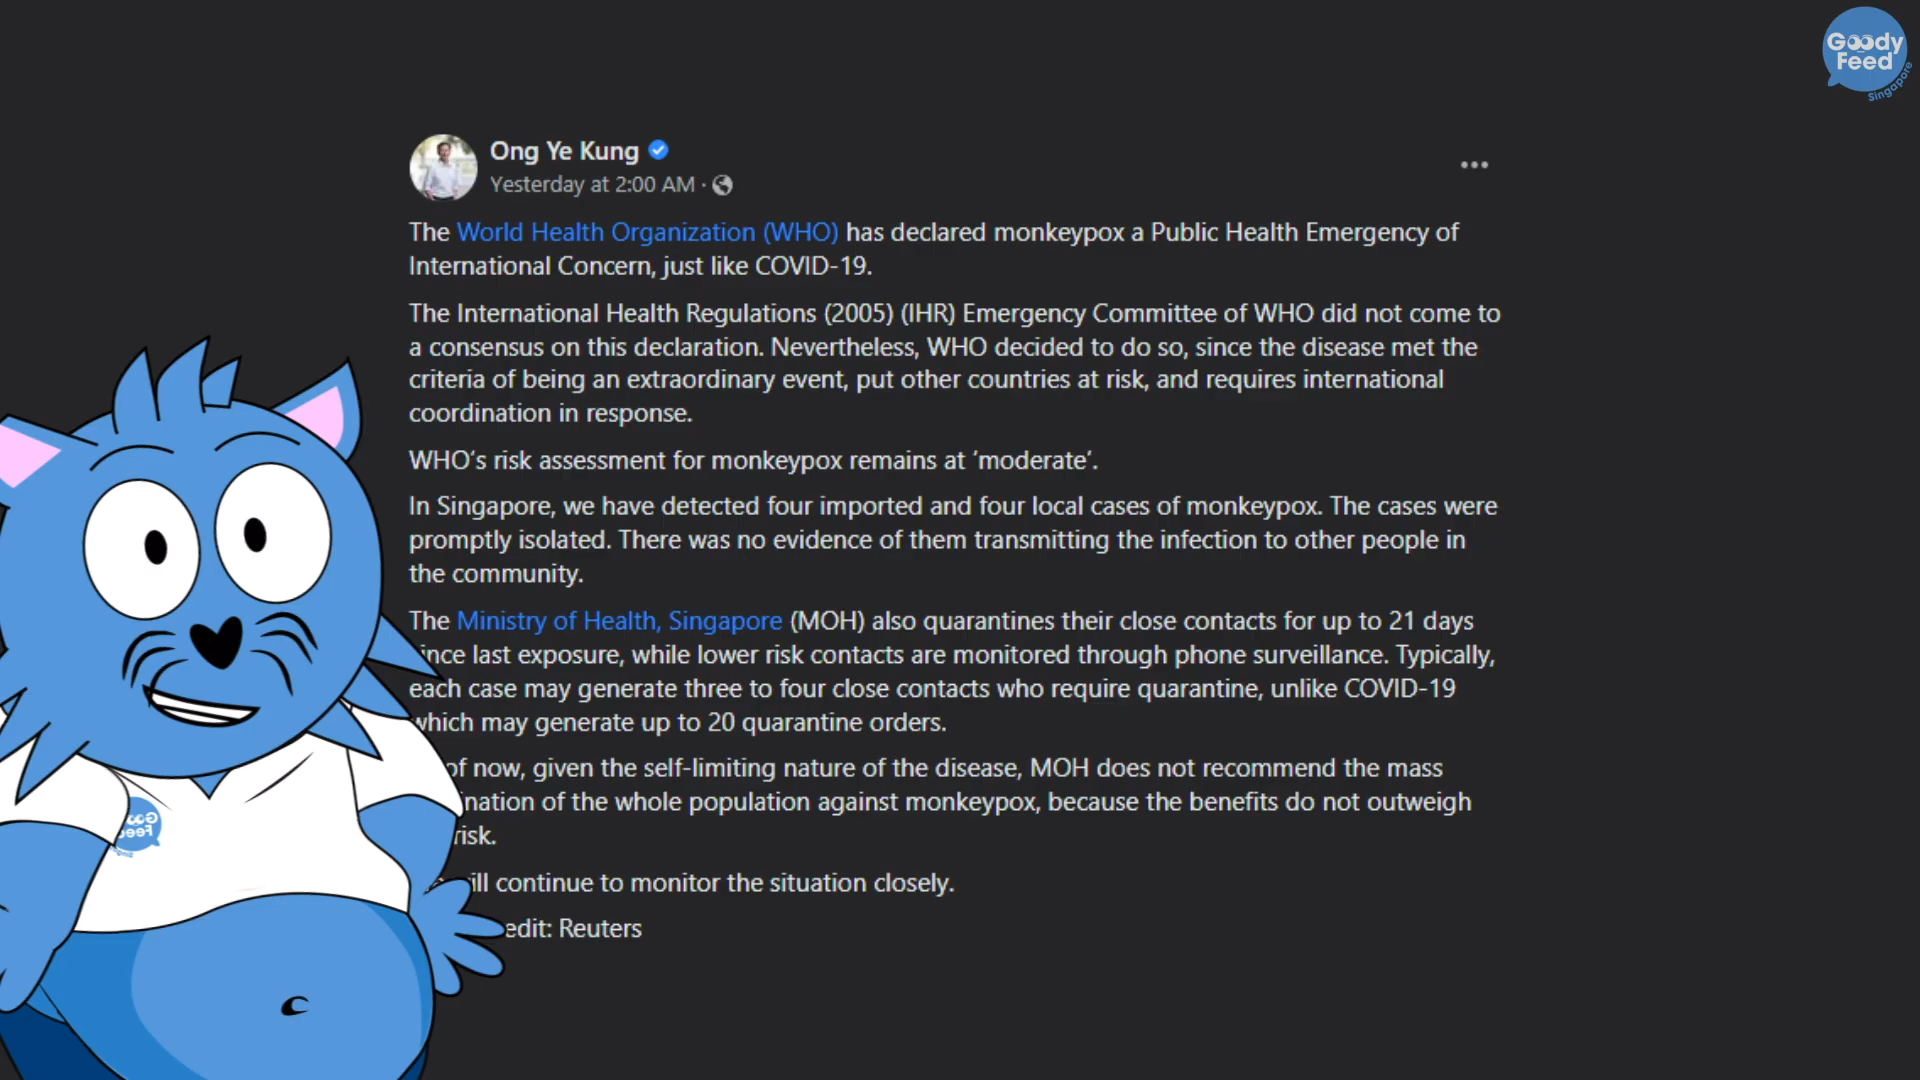 Goody
Feed
Singapore
Ong Ye Kung
Yesterday at 2:00 AM ·
The World Health Organization (WHO) has declared monkeypox a Public Health Emergency of
International Concern, just like COVID-19.
The International Health Regulations (2005) (IHR) Emergency Committee of WHO did not come to
a consensus on this declaration. Nevertheless, WHO decided to do so, since the disease met the
criteria of being an extraordinary event, put other countries at risk, and requires international
coordination in response.
WHO's risk assessment for monkeypox remains at 'moderate'.
In Singapore, we have detected four imported and four local cases of monkeypox. The cases were
promptly isolated. There was no evidence of them transmitting the infection to other people in
the community.
The Ministry of Health, Singapore (MOH) also quarantines their close contacts for up to 21 days
ince last exposure, while lower risk contacts are monitored through phone surveillance. Typically,
each case may generate three to four close contacts who require quarantine, unlike COVID-19
which may generate up to 20 quarantine orders.
of now, given the self-limiting nature of the disease, MOH does not recommend the mass
ination of the whole population against monkeypox, because the benefits do not outweigh
risk.
ill continue to monitor the situation closely.
edit: Reuters